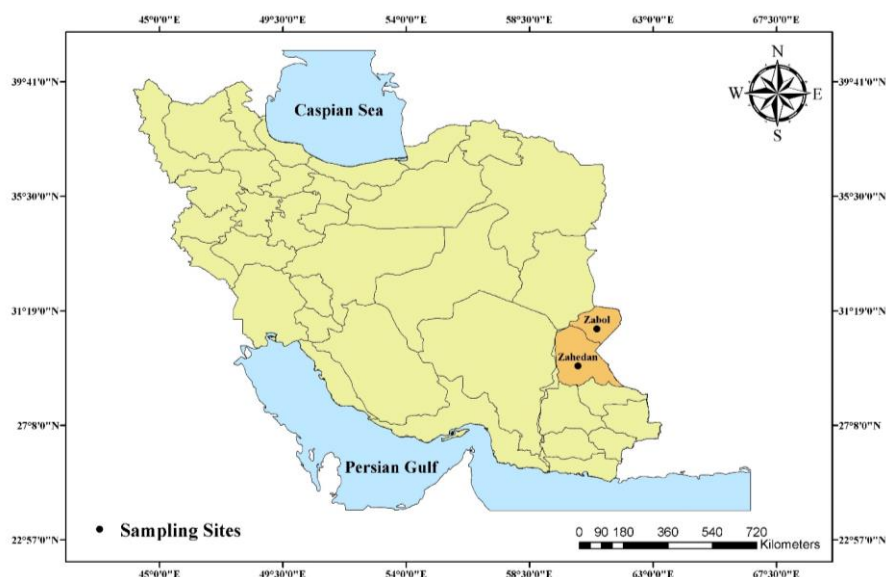 45°0'0"E 49°30'0"E 54°0'0"E 58°30'0"E 63°0'0"E 67°30'0"E
39°41'0"N 39°41'0"N
N
W E
S
Caspian Sea
35°30'0"N 35°30'0"N
31°19'0"N 31°19'0"N
Zabol
Zahedan
27°8'0"N 27°8'0"N
Persian Gulf
Sampling Sites
0 90 180 360 540 720
Kilometers
22°57'0"N 22°57'0"N
45°0'0"E 49°30'0"E 54°0'0"E 58°30'0"E 63°0'0"E 67°30'0"E